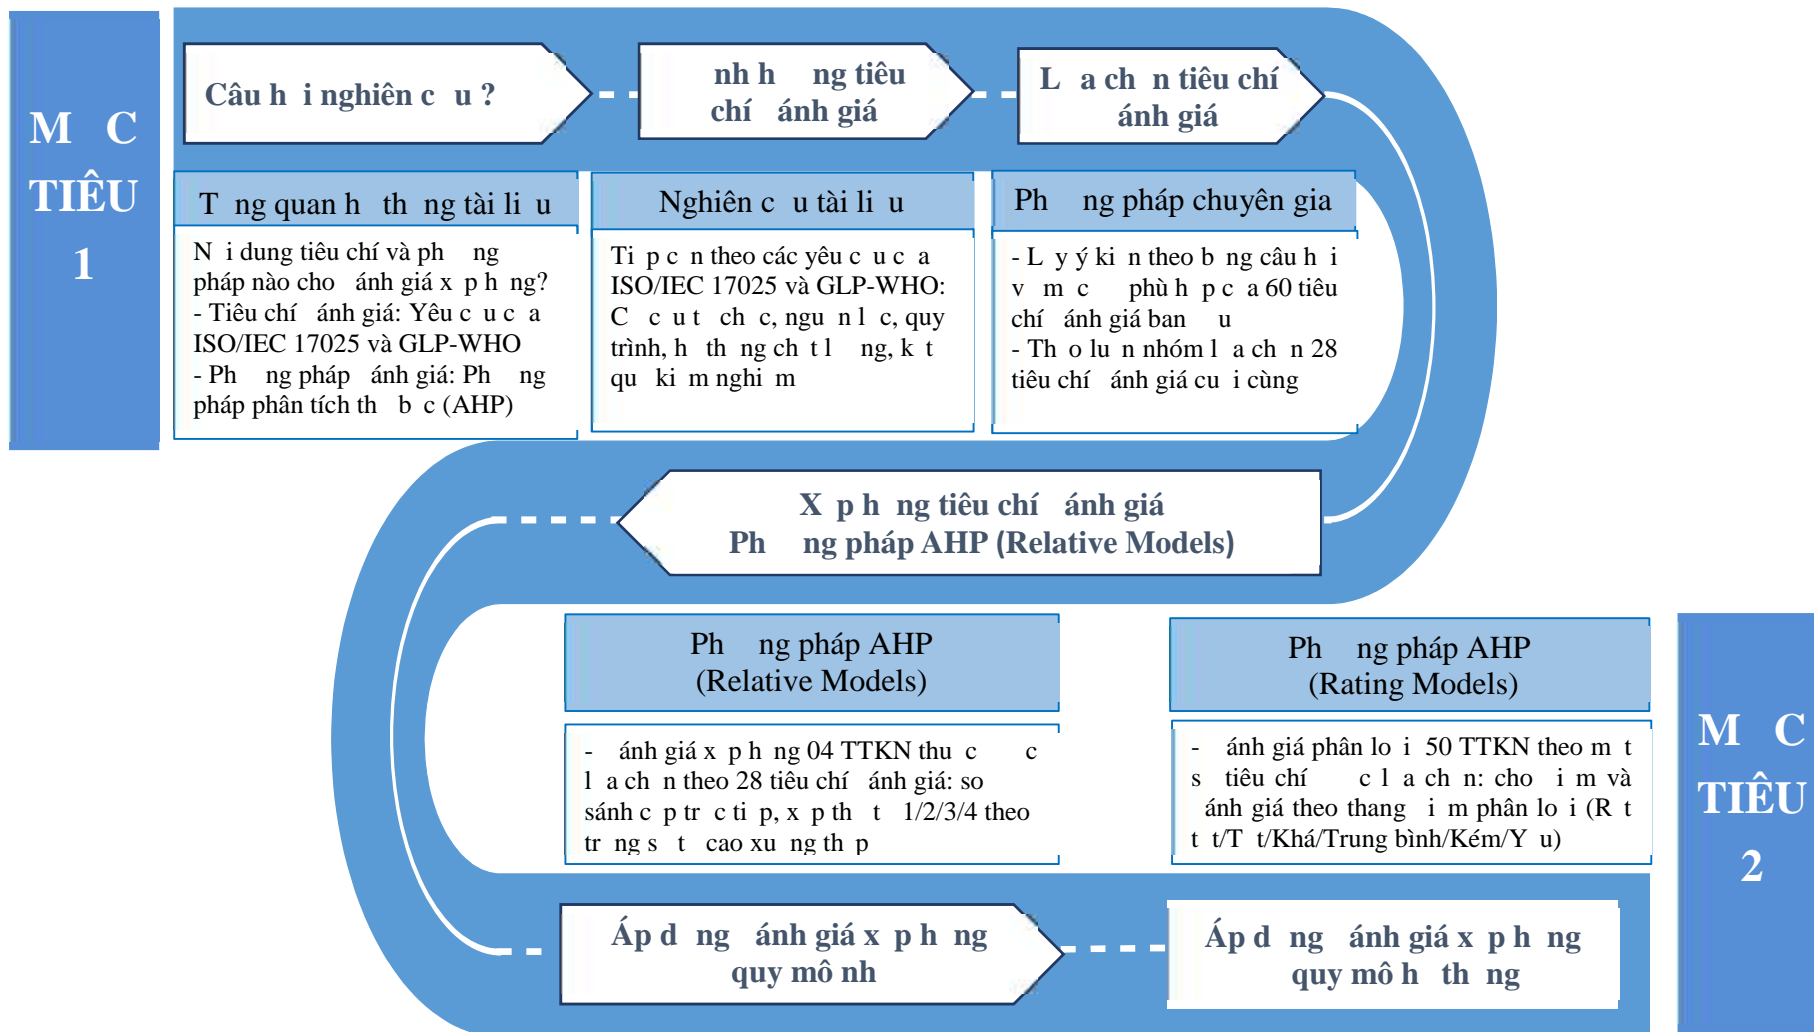 M C
TIÊU
1
Câu h i nghiên c u ?
nh h ng tiêu
chí ánh giá
L a ch n tiêu chí
ánh giá
T ng quan h th ng tài li u
N i dung tiêu chí và ph ng
pháp nào cho ánh giá x p h ng?
- Tiêu chí ánh giá: Yêu c u c a
ISO/IEC 17025 và GLP-WHO
- Ph ng pháp ánh giá: Ph ng
pháp phân tích th b c (AHP)
Nghiên c u tài li u
Ti p c n theo các yêu c u c a
ISO/IEC 17025 và GLP-WHO:
C c u t ch c, ngu n l c, quy
trình, h th ng ch t l ng, k t
qu ki m nghi m
Ph ng pháp chuyên gia
- L y ý ki n theo b ng câu h i
v m c phù h p c a 60 tiêu
chí ánh giá ban u
- Th o lu n nhóm l a ch n 28
tiêu chí ánh giá cu i cùng
X p h ng tiêu chí ánh giá
Ph ng pháp AHP (Relative Models)
Ph ng pháp AHP
(Relative Models)
- ánh giá x p h ng 04 TTKN thu c c
l a ch n theo 28 tiêu chí ánh giá: so
sánh c p tr c ti p, x p th t 1/2/3/4 theo
tr ng s t cao xu ng th p
Ph ng pháp AHP
(Rating Models)
- ánh giá phân lo i 50 TTKN theo m t
s tiêu chí c l a ch n: cho i m và
ánh giá theo thang i m phân lo i (R t
t t/T t/Khá/Trung bình/Kém/Y u)
M C
TIÊU
2
Áp d ng ánh giá x p h ng
quy mô nh
Áp d ng ánh giá x p h ng
quy mô h th ng